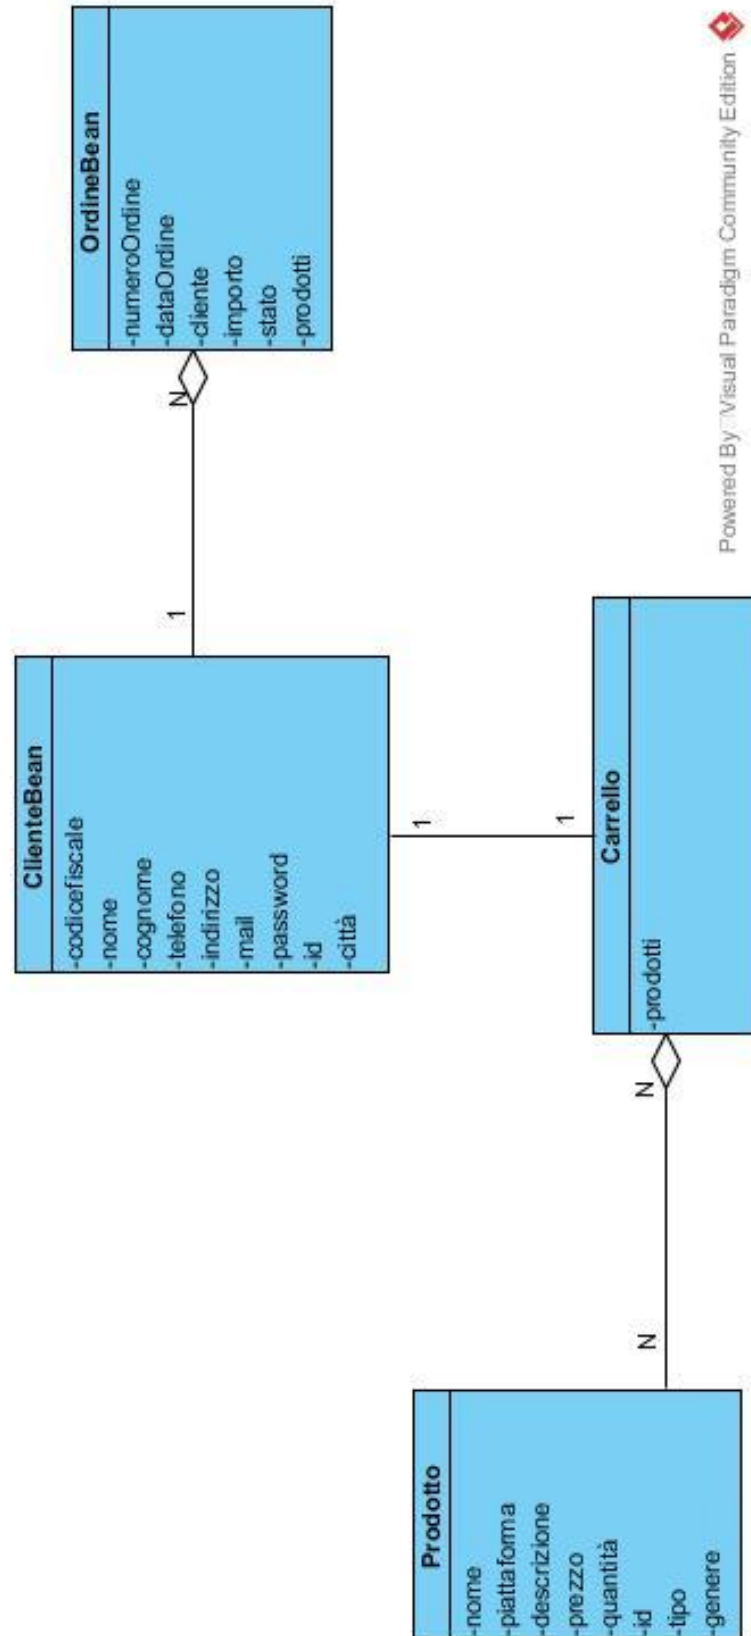 OrdineBean
-numeroOrdine
-dataOrdine
-cliente
-importo
-stato
-prodotti
N
1
ClienteBean
-codicefiscale
-nome
-cognome
-telefono
-indirizzo
-mail
-password
-id
-città
1
1
Carrello
-prodotti
N
N
Prodotto
-nome
-piattaforma
-descrizione
-prezzo
-quantità
-id
-tipo
-genere
Powered By Visual Paradigm Community Edition